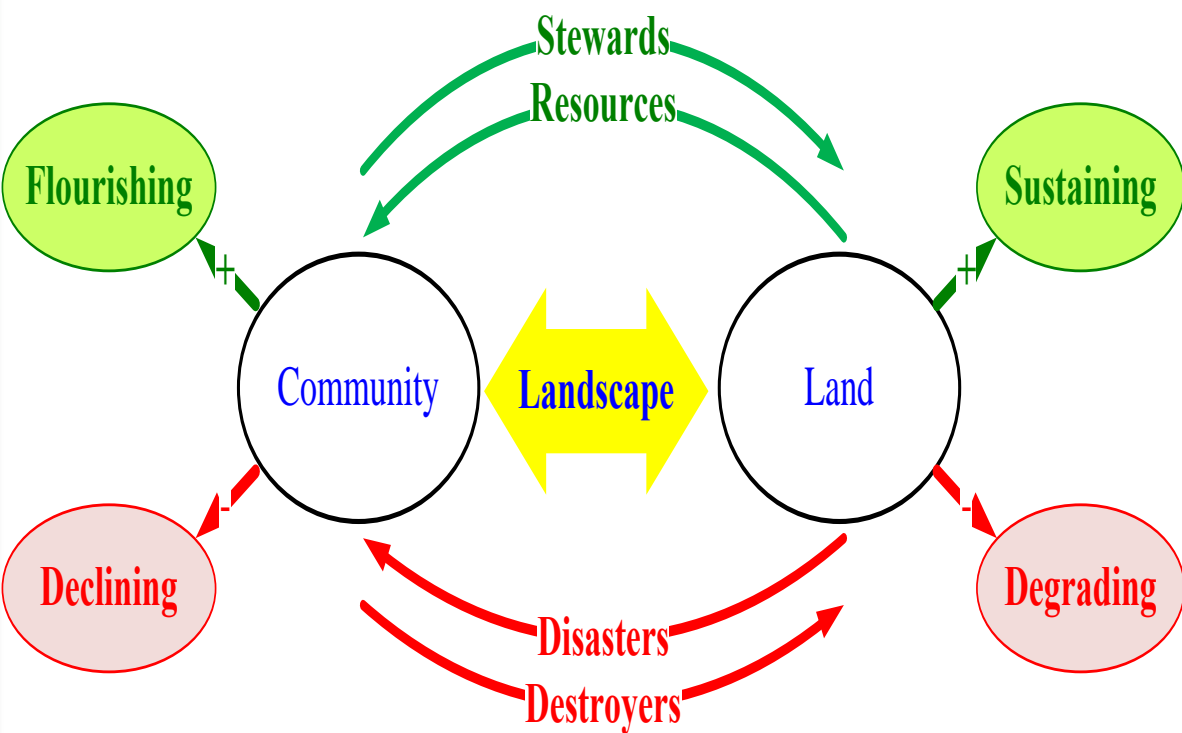 Stewards
Resources
Flourishing
Sustaining
+
+
Community
Landscape
Land
-
-
Declining
Degrading
Disasters
Destroyers